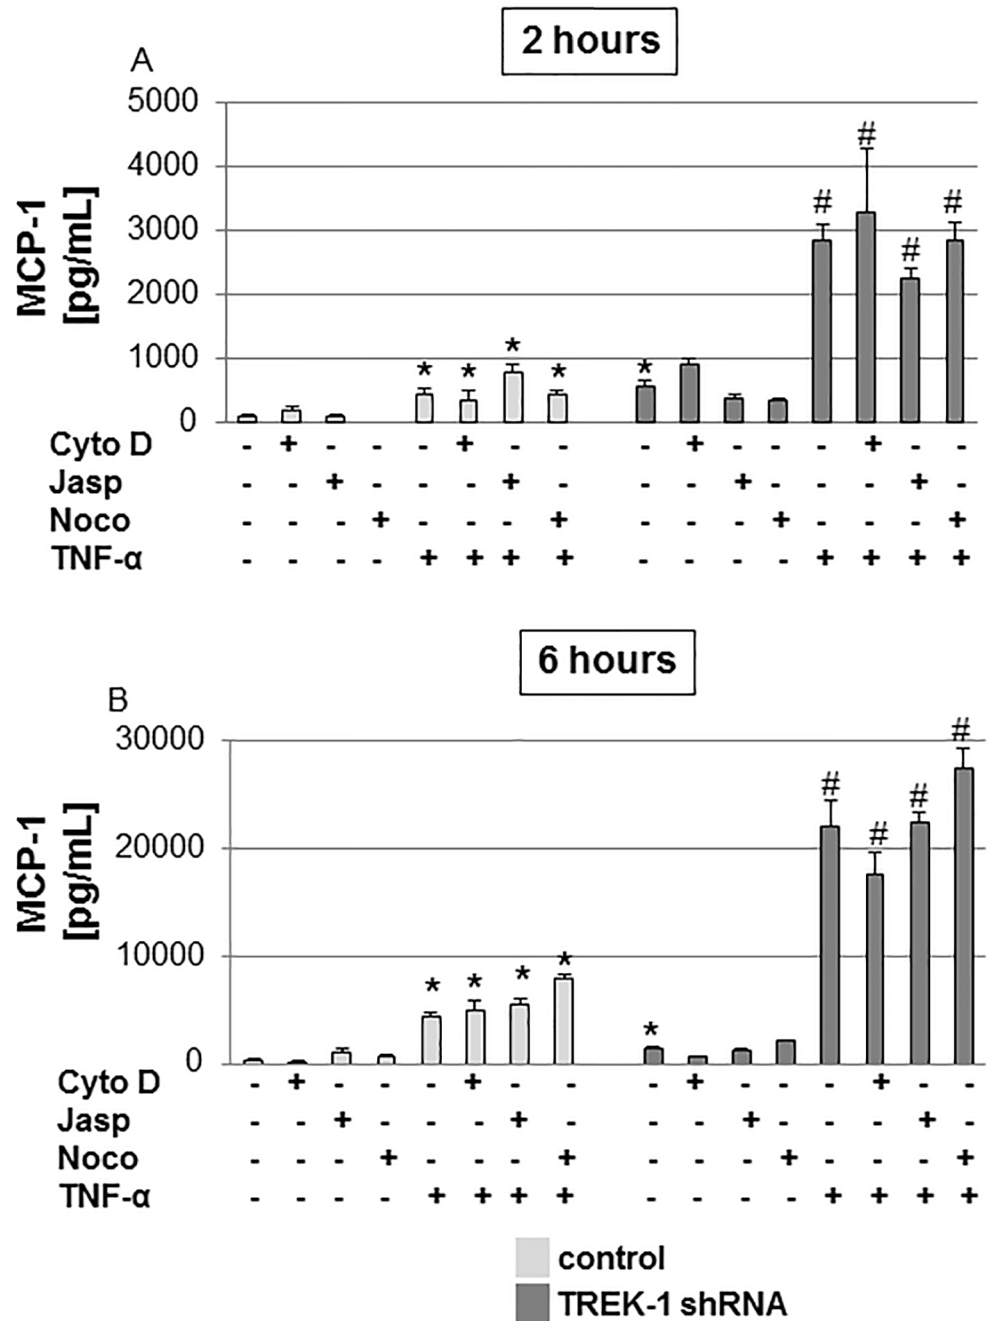 2 hours
A
5000
4000
3000
2000
1000
0
MCP-1
[pg/mL]
# # # #
* * * * *
Cyto D - + - - - + - - - + - - - + - -
Jasp - - + - - - + - - - + - - - + -
Noco - - - + - - - + - - - + - - - +
TNF-α - - - - + + + + - - - - + + + +
6 hours
B
30000
20000
10000
0
MCP-1
[pg/mL]
# # # #
* * * * *
Cyto D - + - - - + - - - + - - - + - -
Jasp - - + - - - + - - - + - - - + -
Noco - - - + - - - + - - - + - - - +
TNF-α - - - - + + + + - - - - + + + +
control
TREK-1 shRNA